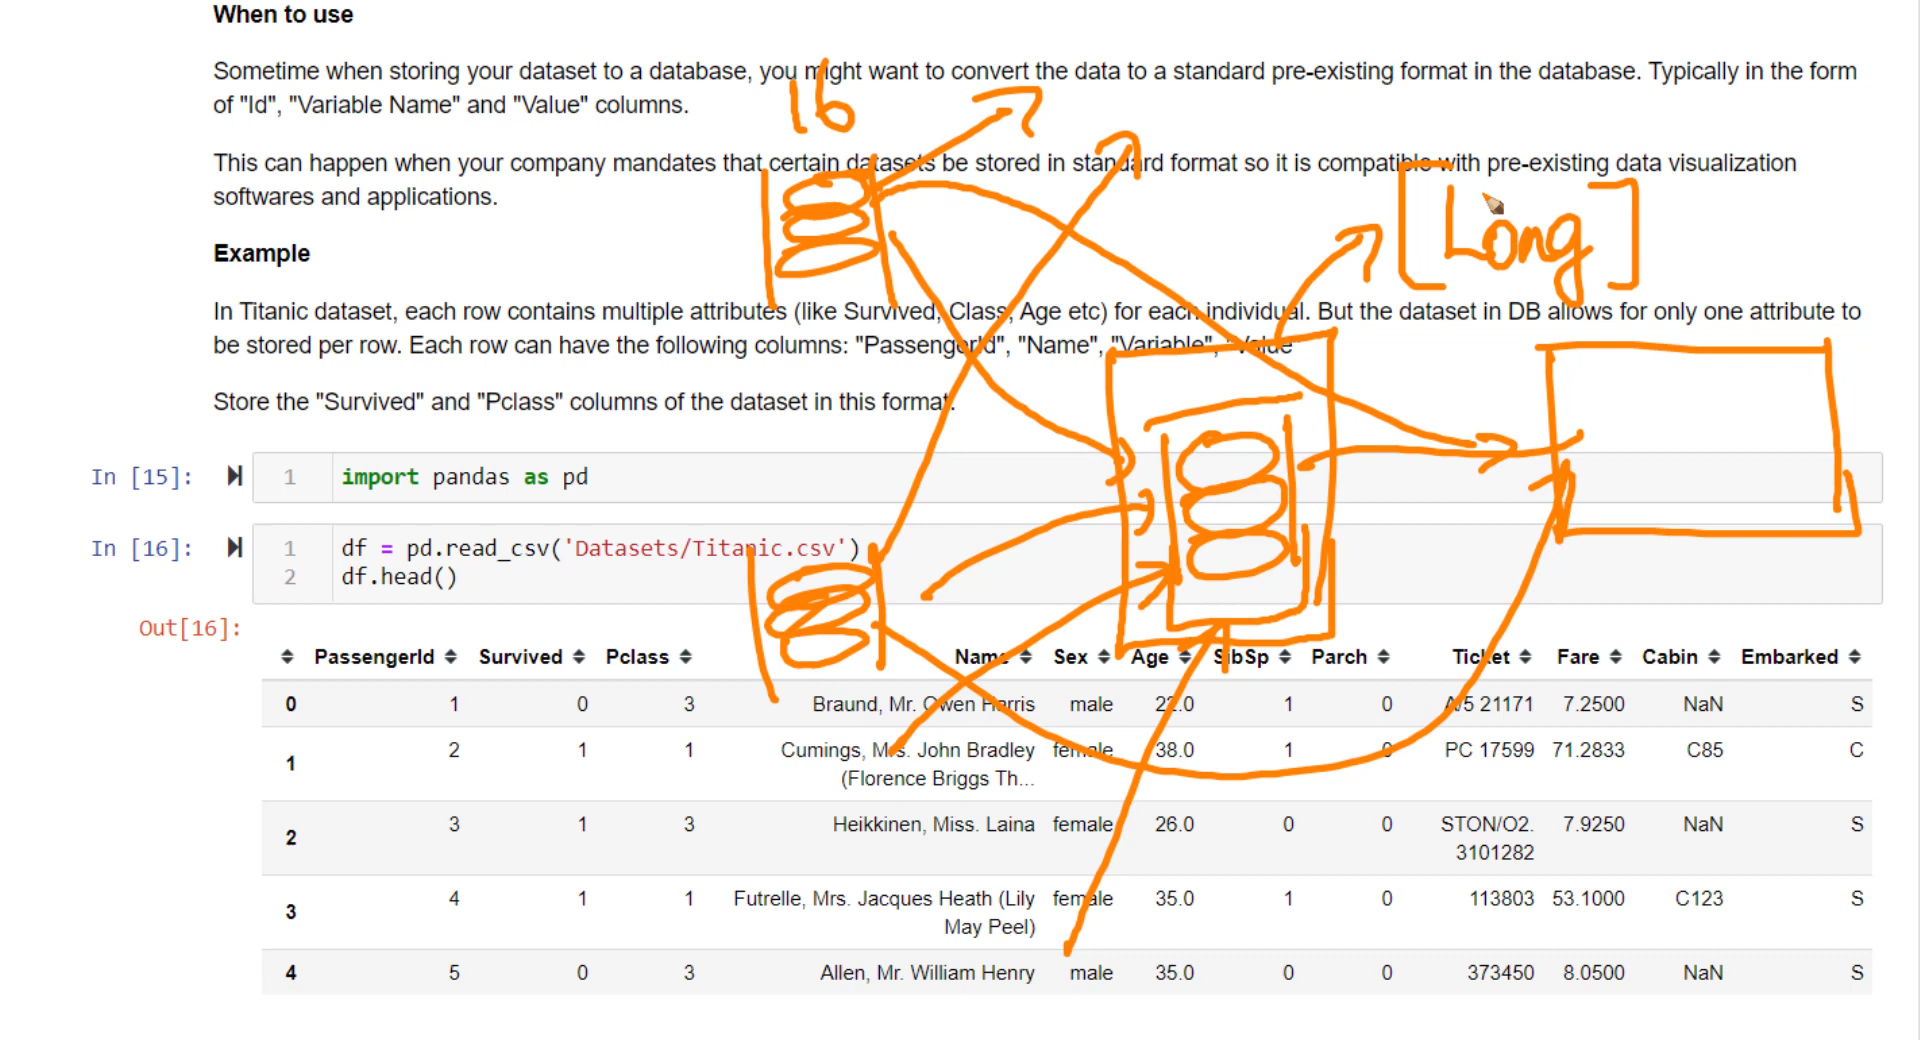 When to use
Sometime when storing your dataset to a database, you might want to convert the data to a standard pre-existing format in the database. Typically in the form
of "Id", "Variable Name" and "Value" columns.
16
This can happen when your company mandates that certain datasets be stored in standard format so it is compatible with pre-existing data visualization
softwares and applications.
[Long]
Example
In Titanic dataset, each row contains multiple attributes (like Survived, Class, Age etc) for each individual. But the dataset in DB allows for only one attribute to
be stored per row. Each row can have the following columns: "PassengerId", "Name", "Variable", "Value"
Store the "Survived" and "Pclass" columns of the dataset in this format.
In [15]: 1 import pandas as pd
In [16]: 1 df = pd.read_csv('Datasets/Titanic.csv')
2 df.head()
Out[16]:
PassengerId Survived Pclass Name Sex Age SibSp Parch Ticket Fare Cabin Embarked
0 1 0 3 Braund, Mr. Owen Harris male 22.0 1 0 A/5 21171 7.2500 NaN S
1 2 1 1 Cumings, Mrs. John Bradley (Florence Briggs Th... female 38.0 1 0 PC 17599 71.2833 C85 C
2 3 1 3 Heikkinen, Miss. Laina female 26.0 0 0 STON/O2. 3101282 7.9250 NaN S
3 4 1 1 Futrelle, Mrs. Jacques Heath (Lily May Peel) female 35.0 1 0 113803 53.1000 C123 S
4 5 0 3 Allen, Mr. William Henry male 35.0 0 0 373450 8.0500 NaN S